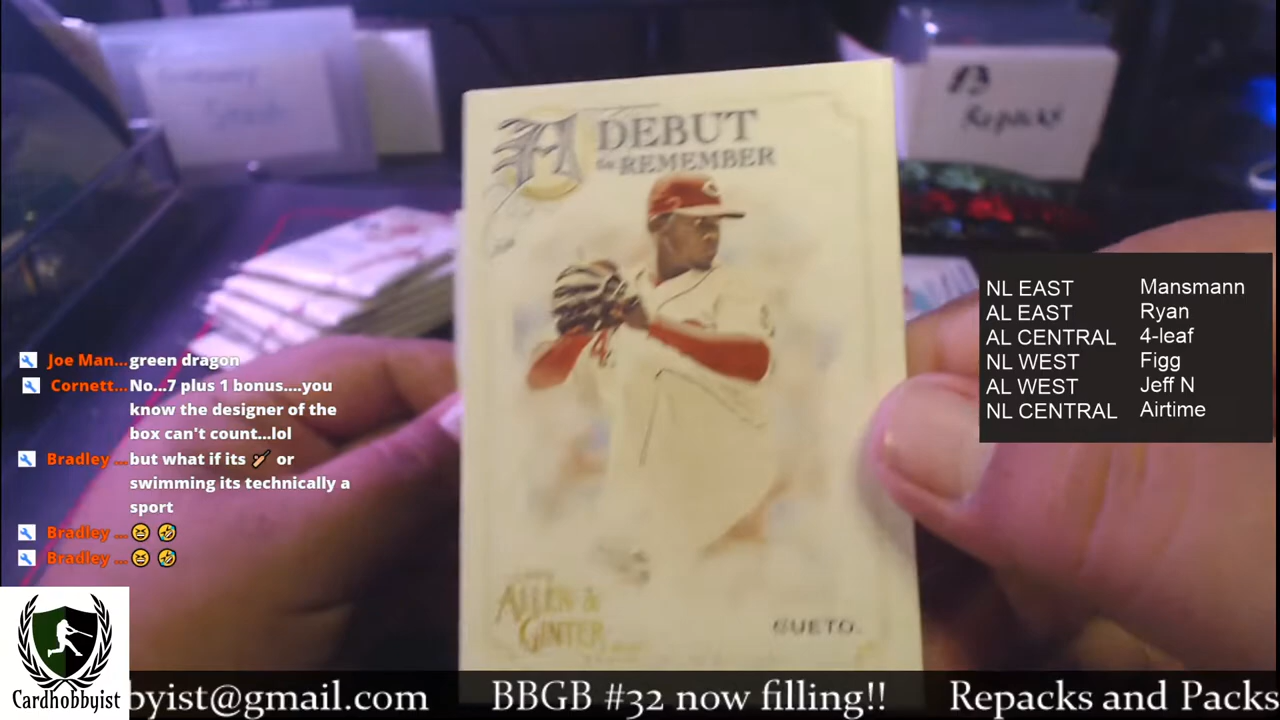 A DEBUT
to REMEMBER
Repacks
NL EAST Mansmann
AL EAST Ryan
AL CENTRAL 4-leaf
NL WEST Figg
AL WEST Jeff N
NL CENTRAL Airtime
Joe Man... green dragon
Cornett... No...7 plus 1 bonus....you
know the designer of the
box can't count...lol
Bradley ... but what if its 🏏 or
swimming its technically a
sport
Bradley ... 😆 🤣
Bradley ... 😆 🤣
ALLEN &
GINTER
CUETO.
Cardhobbyist
byist@gmail.com BBGB #32 now filling!! Repacks and Packs